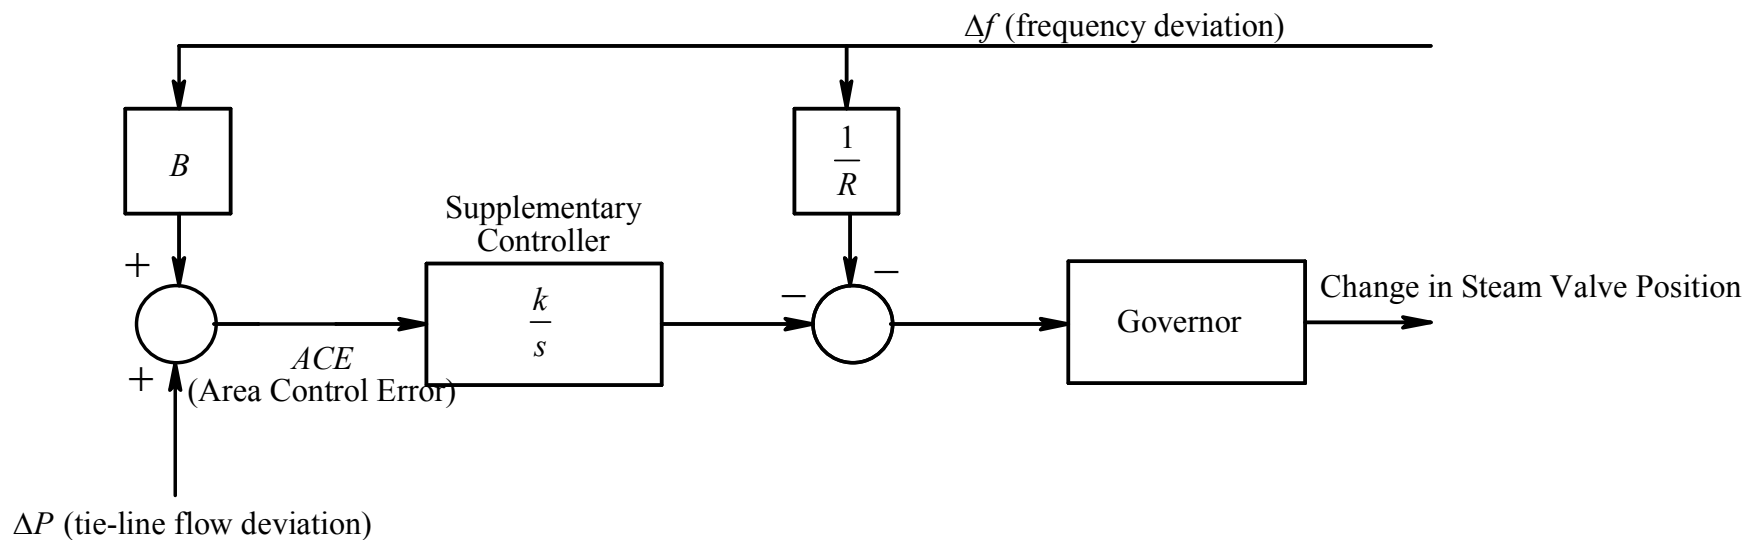 Δf (frequency deviation)
B
1
R
Supplementary
Controller
+
−
k
s
−
Change in Steam Valve Position
Governor
ACE
+
(Area Control Error)
ΔP (tie-line flow deviation)